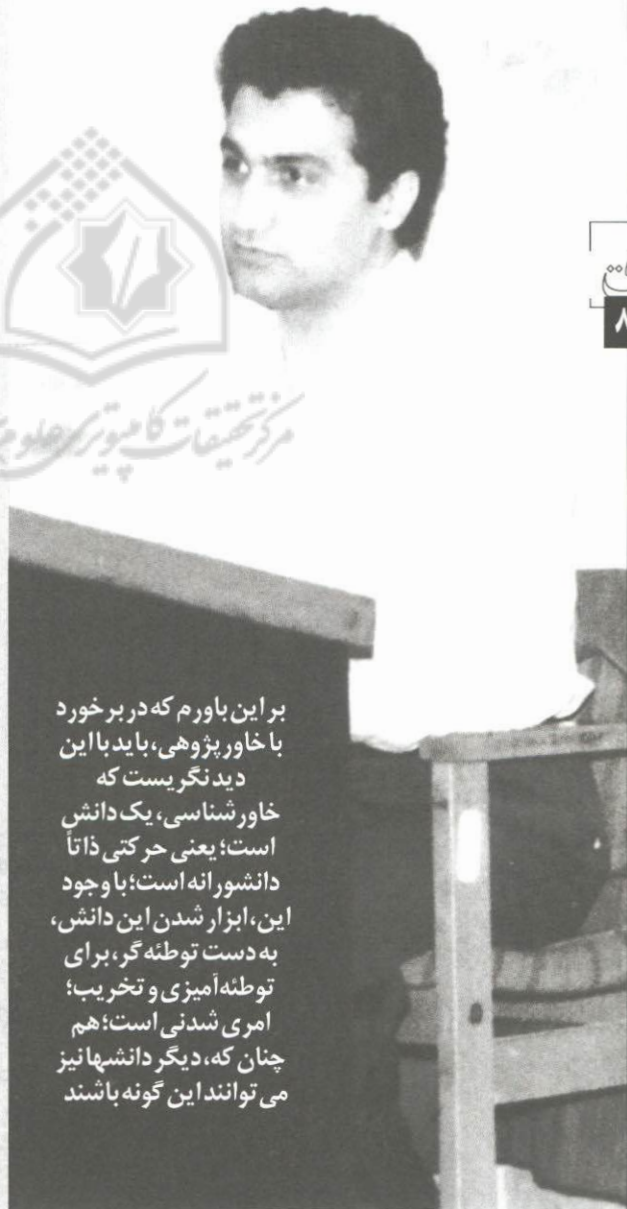 مرکز تحقیقات کامپیوتری علوم
بر این باورم که در برخورد
با خاورپژوهی، باید با این
دید نگریست که
خاورشناسی، یک دانش
است؛ یعنی حرکتی ذاتاً
دانشورانه است؛ با وجود
این، ابزار شدن این دانش،
به دست توطئه‌گر، برای
توطئه‌آمیزی و تخریب؛
امری شدنی است؛ هم
چنان که، دیگر دانشها نیز
می‌توانند این گونه باشند